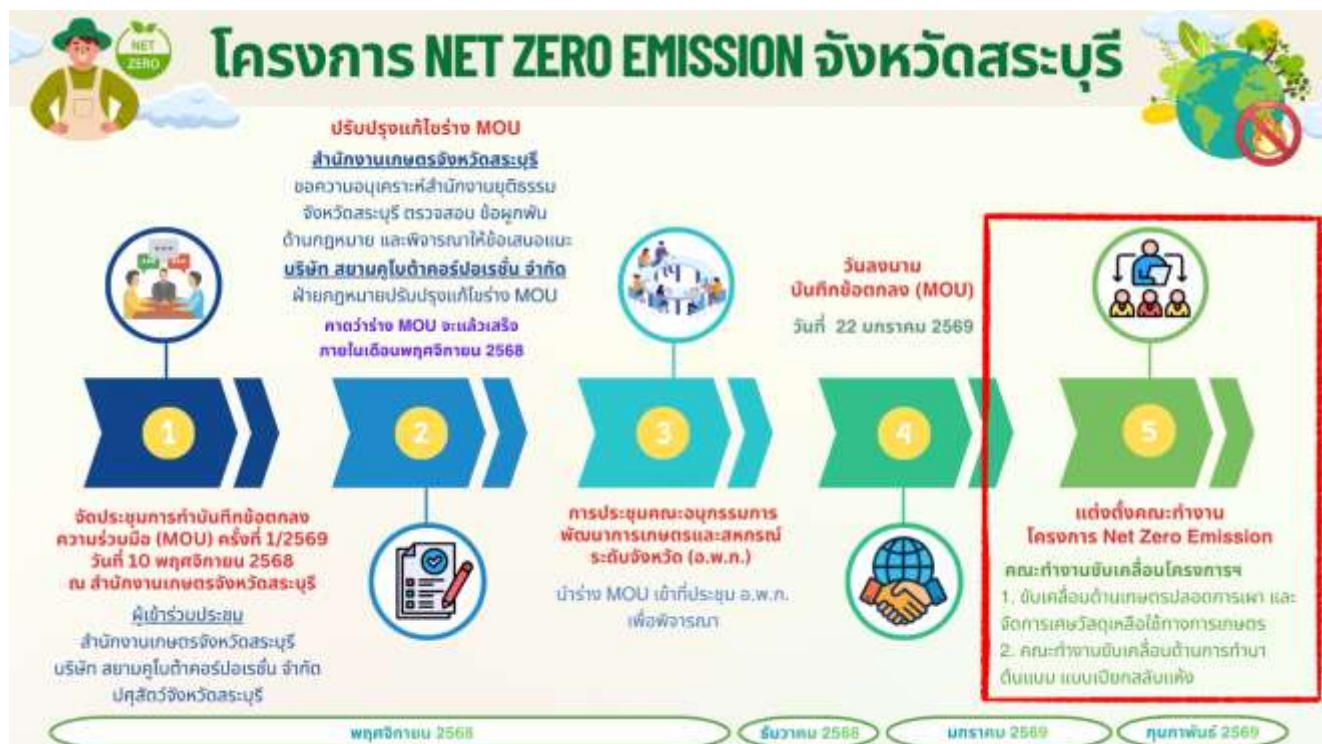 NET
ZERO
โครงการ NET ZERO EMISSION จังหวัดสระบุรี
ปรับปรุงแก้ไขร่าง MOU
สำนักงานเกษตรจังหวัดสระบุรี
ขอความอนุเคราะห์สำนักงานยุติธรรม
จังหวัดสระบุรี ตรวจสอบ ข้อผูกพัน
ด้านกฎหมาย และพิจารณาให้ข้อเสนอแนะ
บริษัท สยามคูโบต้าคอร์ปอเรชั่น จำกัด
ฝ่ายกฎหมายปรับปรุงแก้ไขร่าง MOU
คาดว่าร่าง MOU จะแล้วเสร็จ
ภายในเดือนพฤศจิกายน 2568
วันลงนาม
บันทึกข้อตกลง (MOU)
วันที่ 22 มกราคม 2569
1
2
3
4
5
จัดประชุมการทำบันทึกข้อตกลง
ความร่วมมือ (MOU) ครั้งที่ 1/2569
วันที่ 10 พฤศจิกายน 2568
ณ สำนักงานเกษตรจังหวัดสระบุรี
ผู้เข้าร่วมประชุม
สำนักงานเกษตรจังหวัดสระบุรี
บริษัท สยามคูโบต้าคอร์ปอเรชั่น จำกัด
ปศุสัตว์จังหวัดสระบุรี
การประชุมคณะอนุกรรมการ
พัฒนาการเกษตรและสหกรณ์
ระดับจังหวัด (อ.พ.ก.)
นำร่าง MOU เข้าที่ประชุม อ.พ.ก.
เพื่อพิจารณา
แต่งตั้งคณะทำงาน
โครงการ Net Zero Emission
คณะทำงานขับเคลื่อนโครงการฯ
1. ขับเคลื่อนด้านเกษตรปลอดการเผา และ
จัดการเศษวัสดุเหลือใช้ทางการเกษตร
2. คณะทำงานขับเคลื่อนด้านการทำนา
ต้นแบบ แบบเปียกสลับแห้ง
พฤศจิกายน 2568
ธันวาคม 2568
มกราคม 2569
กุมภาพันธ์ 2569